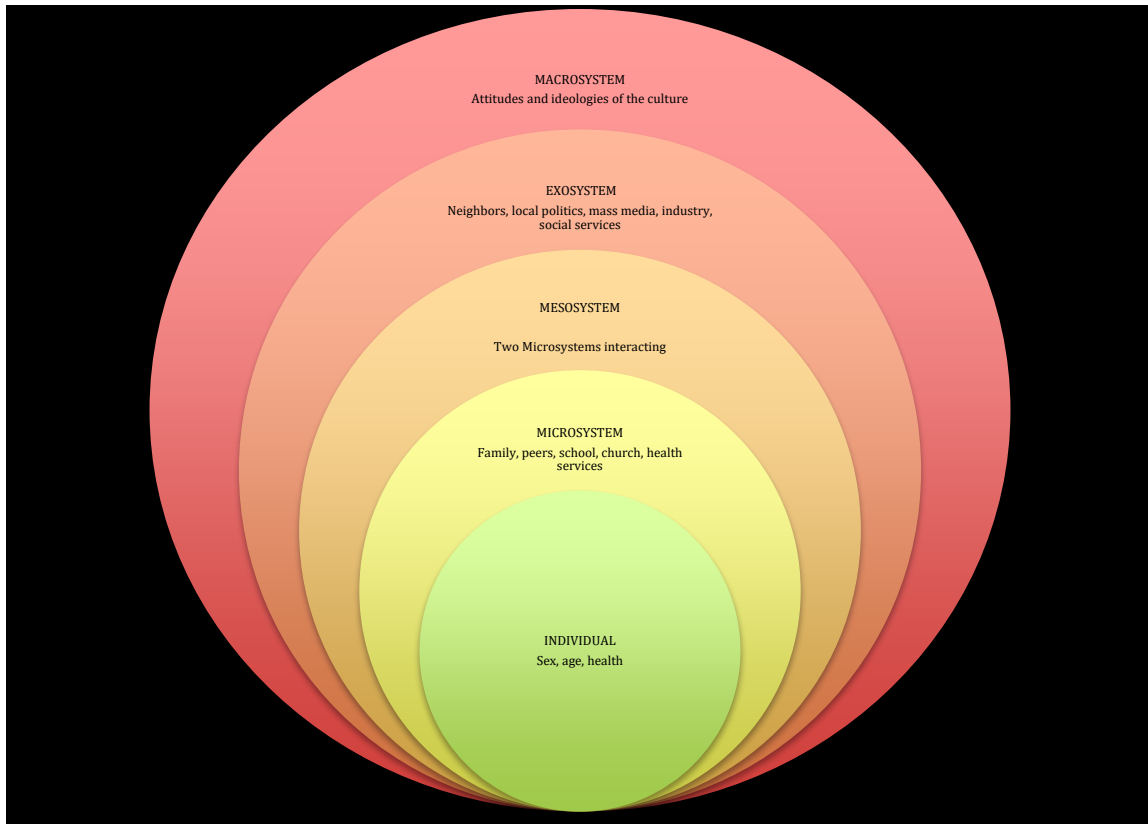 MACROSYSTEM
Attitudes and ideologies of the culture
EXOSYSTEM
Neighbors, local politics, mass media, industry,
social services
MESOSYSTEM
Two Microsystems interacting
MICROSYSTEM
Family, peers, school, church, health
services
INDIVIDUAL
Sex, age, health